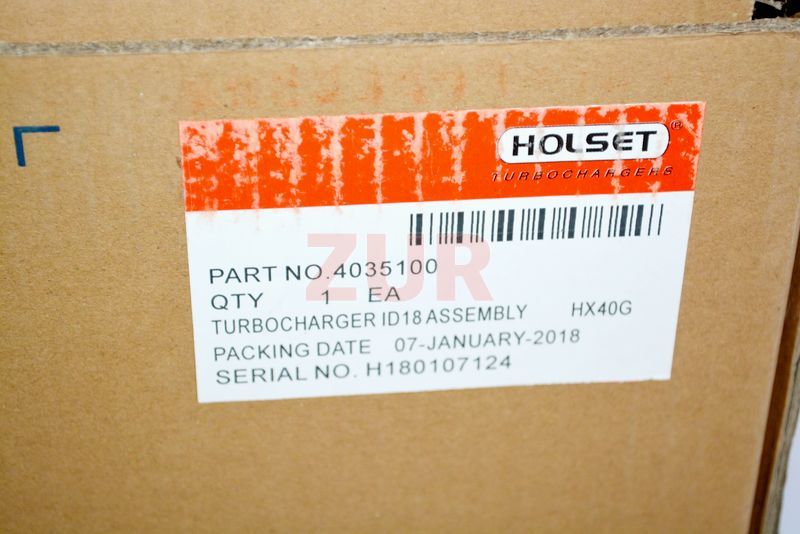 HOLSET®
TURBOCHARGERS
ZUR
PART NO.4035100
QTY 1 EA
TURBOCHARGER ID18 ASSEMBLY HX40G
PACKING DATE 07-JANUARY-2018
SERIAL NO. H180107124